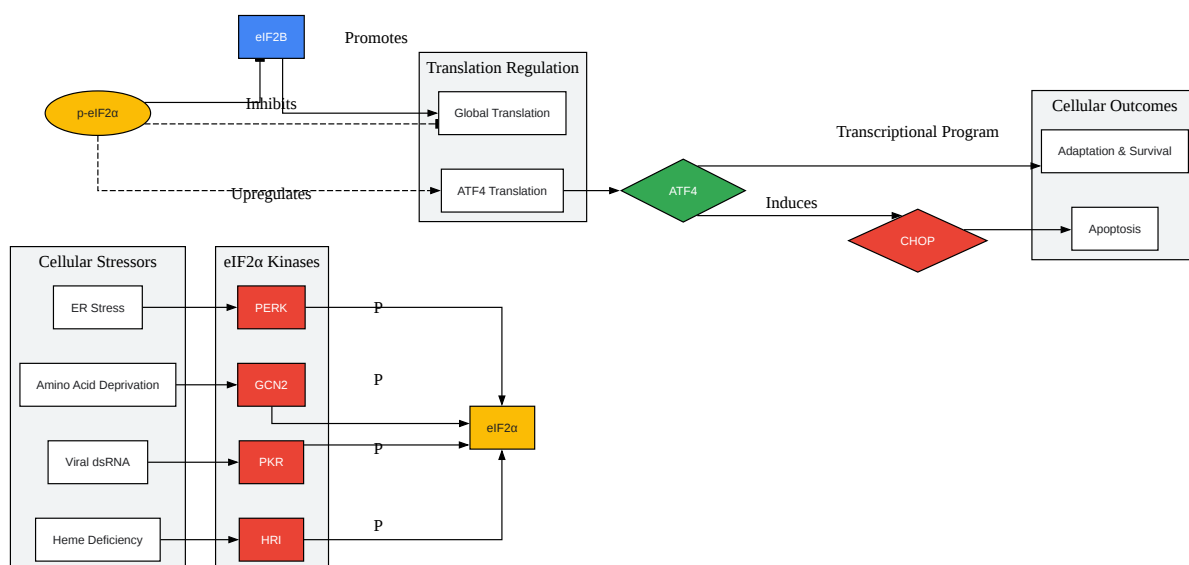 eIF2B
Promotes
Translation Regulation
p-eIF2α
Inhibits
Global Translation
Cellular Outcomes
Transcriptional Program
Adaptation & Survival
Upregulates
ATF4 Translation
ATF4
Induces
CHOP
Apoptosis
Cellular Stressors
eIF2α Kinases
ER Stress
PERK
P
Amino Acid Deprivation
GCN2
P
eIF2α
Viral dsRNA
PKR
P
Heme Deficiency
HRI
P